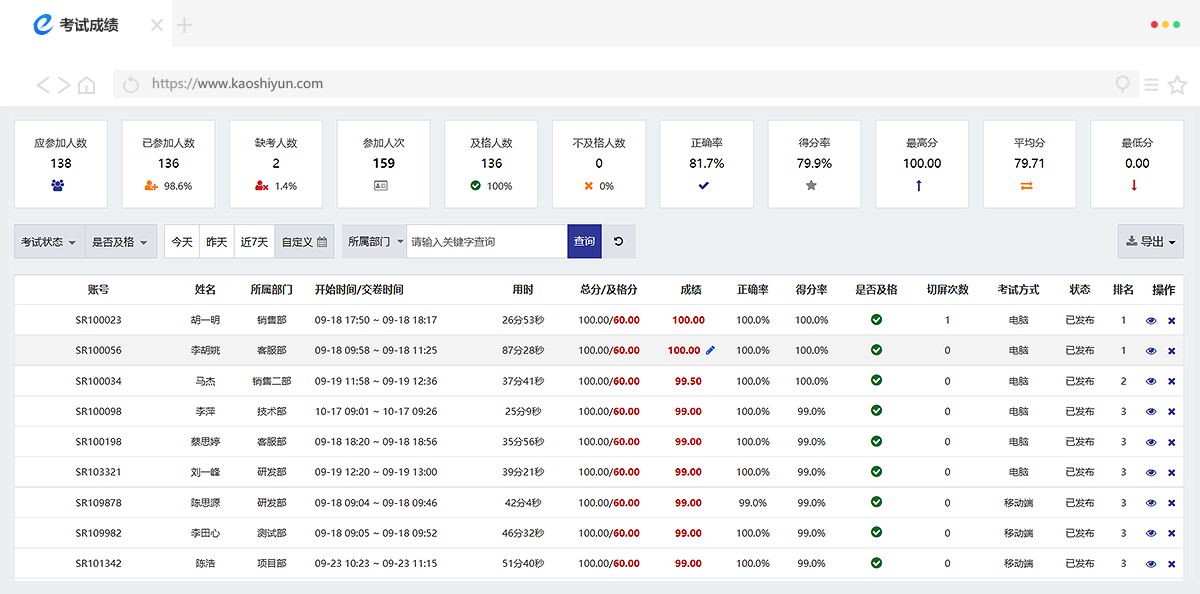 考试成绩
https://www.kaoshiyun.com
应参加人数 已参加人数 缺考人数 参加人次 及格人数 不及格人数 正确率 得分率 最高分 平均分 最低分
138 136 2 159 136 0 81.7% 79.9% 100.00 79.71 0.00
98.6% 1.4% 100% 0%
考试状态 是否及格 今天 昨天 近7天 自定义 所属部门 请输入关键字查询 查询 导出
账号 姓名 所属部门 开始时间/交卷时间 用时 总分/及格分 成绩 正确率 得分率 是否及格 切屏次数 考试方式 状态 排名 操作
SR100023 胡一明 销售部 09-18 17:50 ~ 09-18 18:17 26分53秒 100.00/60.00 100.00 100.0% 100.0% 1 电脑 已发布 1
SR100056 李胡姚 客服部 09-18 09:58 ~ 09-18 11:25 87分28秒 100.00/60.00 100.00 100.0% 100.0% 0 电脑 已发布 1
SR100034 马杰 销售二部 09-19 11:58 ~ 09-19 12:36 37分41秒 100.00/60.00 99.50 100.0% 100.0% 0 电脑 已发布 2
SR100098 李萍 技术部 10-17 09:01 ~ 10-17 09:26 25分9秒 100.00/60.00 99.00 100.0% 99.0% 0 电脑 已发布 3
SR100198 蔡思婷 客服部 09-18 18:20 ~ 09-18 18:56 35分56秒 100.00/60.00 99.00 100.0% 99.0% 0 电脑 已发布 3
SR103321 刘一峰 研发部 09-19 12:20 ~ 09-19 13:00 39分21秒 100.00/60.00 99.00 100.0% 99.0% 0 电脑 已发布 3
SR109878 陈思源 研发部 09-18 09:04 ~ 09-18 09:46 42分4秒 100.00/60.00 99.00 99.0% 99.0% 0 移动端 已发布 3
SR109982 李田心 测试部 09-18 09:05 ~ 09-18 09:52 46分32秒 100.00/60.00 99.00 100.0% 99.0% 0 移动端 已发布 3
SR101342 陈浩 项目部 09-23 10:23 ~ 09-23 11:15 51分40秒 100.00/60.00 99.00 100.0% 99.0% 0 移动端 已发布 3